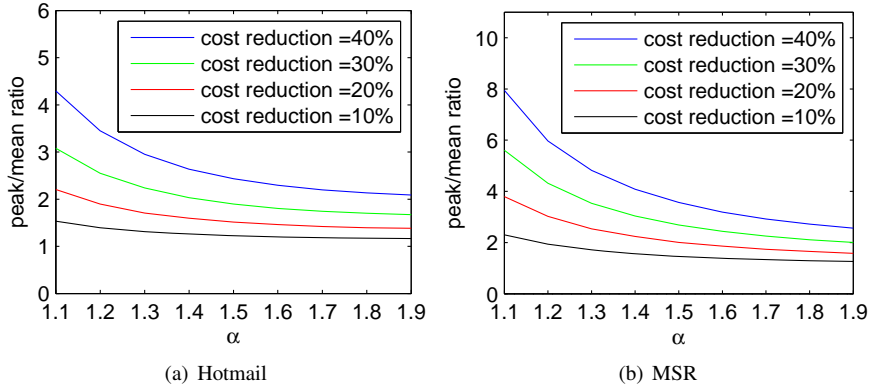 6
5
4
3
2
1
0
peak/mean ratio
cost reduction =40%
cost reduction =30%
cost reduction =20%
cost reduction =10%
1.1 1.2 1.3 1.4 1.5 1.6 1.7 1.8 1.9
α
(a) Hotmail
10
8
6
4
2
0
peak/mean ratio
cost reduction =40%
cost reduction =30%
cost reduction =20%
cost reduction =10%
1.1 1.2 1.3 1.4 1.5 1.6 1.7 1.8 1.9
α
(b) MSR